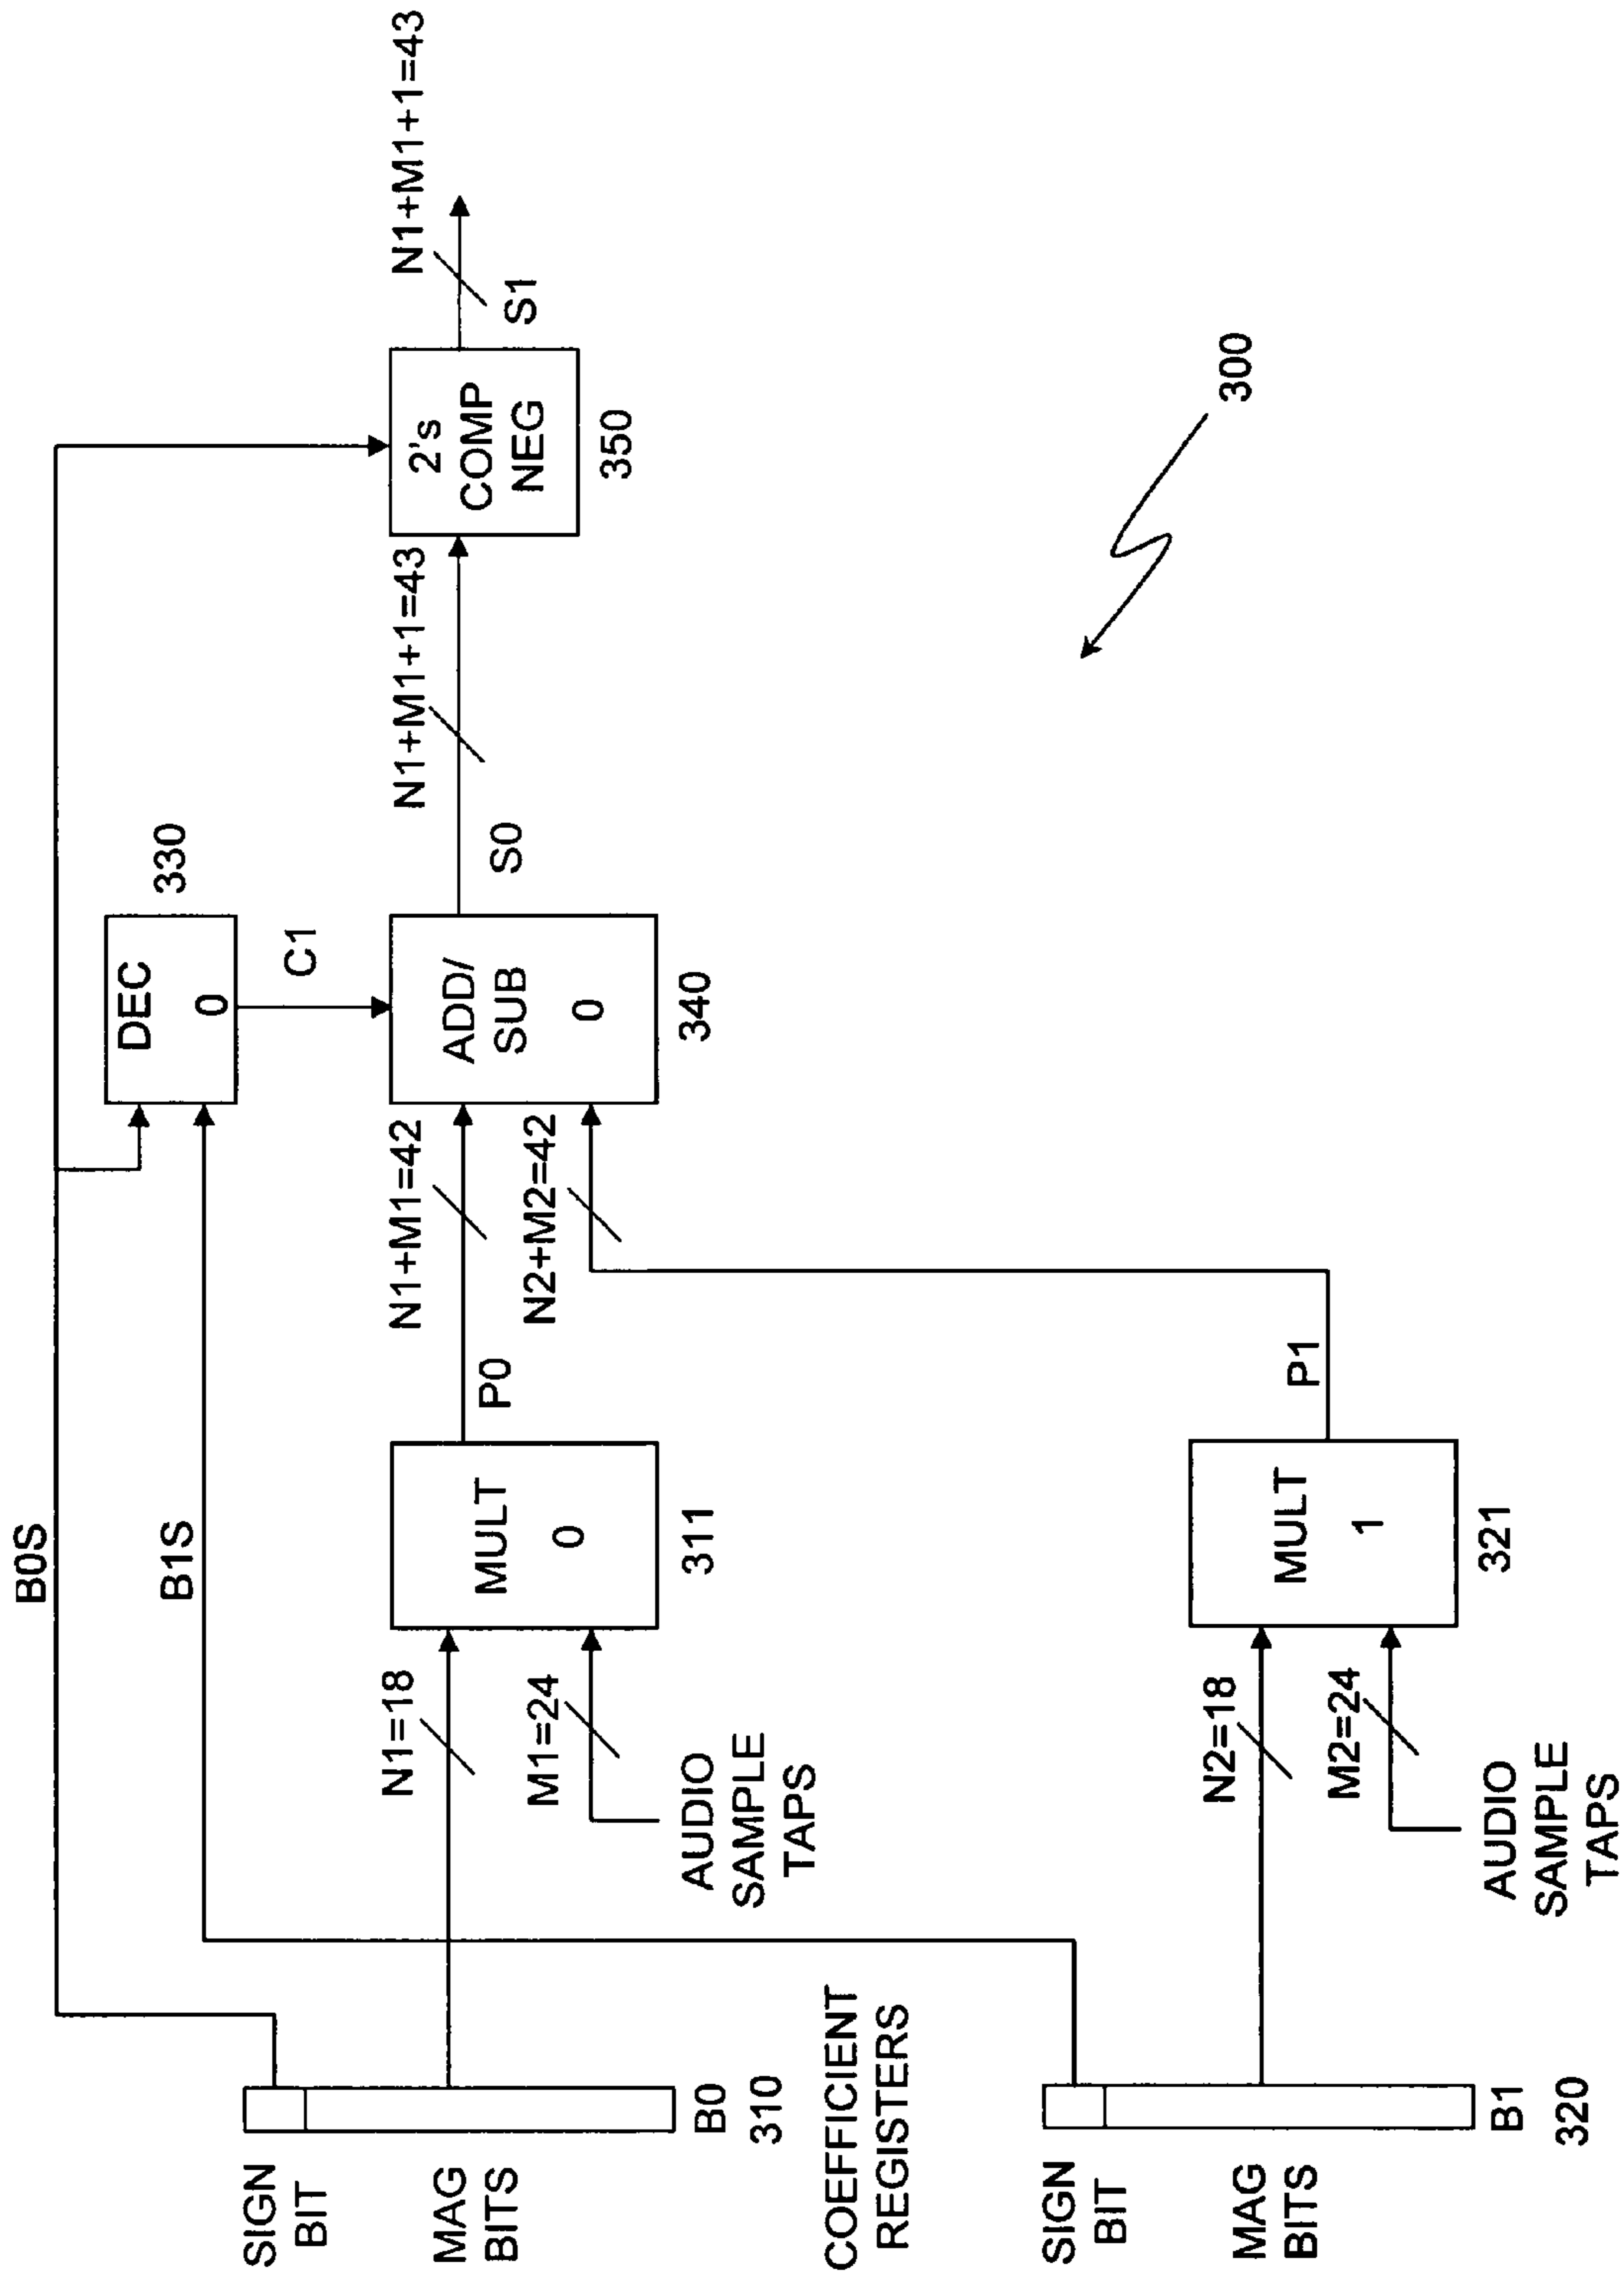 B0S
B1S
DEC
0
330
C1
N1+M1+1=43
N1+M1+1=43
2's
COMP
NEG
350
S1
S0
ADD/
SUB
0
340
N1+M1=42
N2+M2=42
P0
P1
MULT
0
311
N1=18
M1=24
AUDIO
SAMPLE
TAPS
MULT
1
321
N2=18
M2=24
AUDIO
SAMPLE
TAPS
SIGN
BIT
MAG
BITS
B0
310
COEFFICIENT
REGISTERS
SIGN
BIT
MAG
BITS
B1
320
300